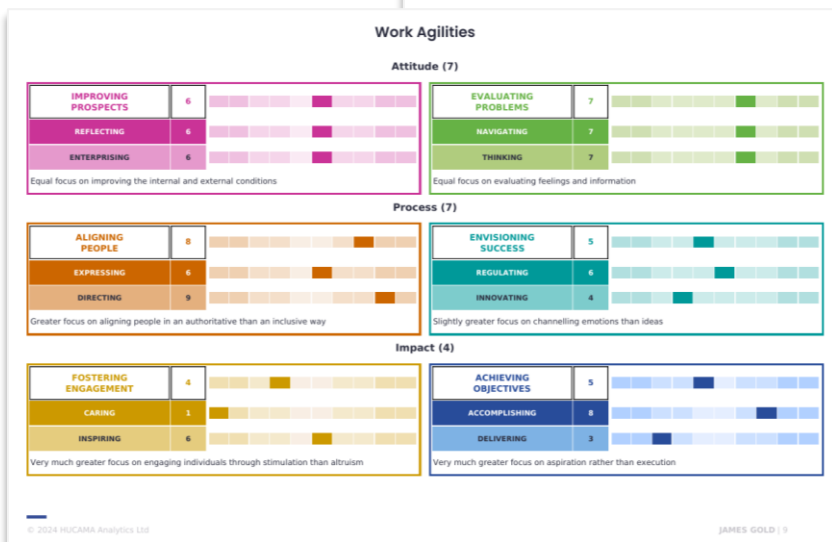 Work Agilities
Attitude (7)
IMPROVING
PROSPECTS
6
REFLECTING 6
ENTERPRISING 6
Equal focus on improving the internal and external conditions
EVALUATING
PROBLEMS
7
NAVIGATING 7
THINKING 7
Equal focus on evaluating feelings and information
Process (7)
ALIGNING
PEOPLE
8
EXPRESSING 6
DIRECTING 9
Greater focus on aligning people in an authoritative than an inclusive way
ENVISIONING
SUCCESS
5
REGULATING 6
INNOVATING 4
Slightly greater focus on channelling emotions than ideas
Impact (4)
FOSTERING
ENGAGEMENT
4
CARING 1
INSPIRING 6
Very much greater focus on engaging individuals through stimulation than altruism
ACHIEVING
OBJECTIVES
5
ACCOMPLISHING 8
DELIVERING 3
Very much greater focus on aspiration rather than execution
© 2024 HUCAMA Analytics Ltd
JAMES GOLD | 9